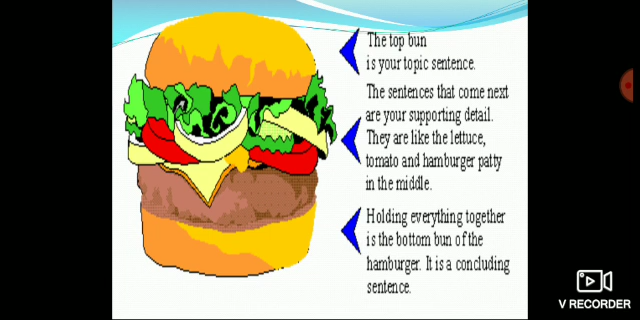 The top bun
is your topic sentence.
The sentences that come next
are your supporting detail.
They are like the lettuce,
tomato and hamburger patty
in the middle.
Holding everything together
is the bottom bun of the
hamburger. It is a concluding
sentence.
V RECORDER